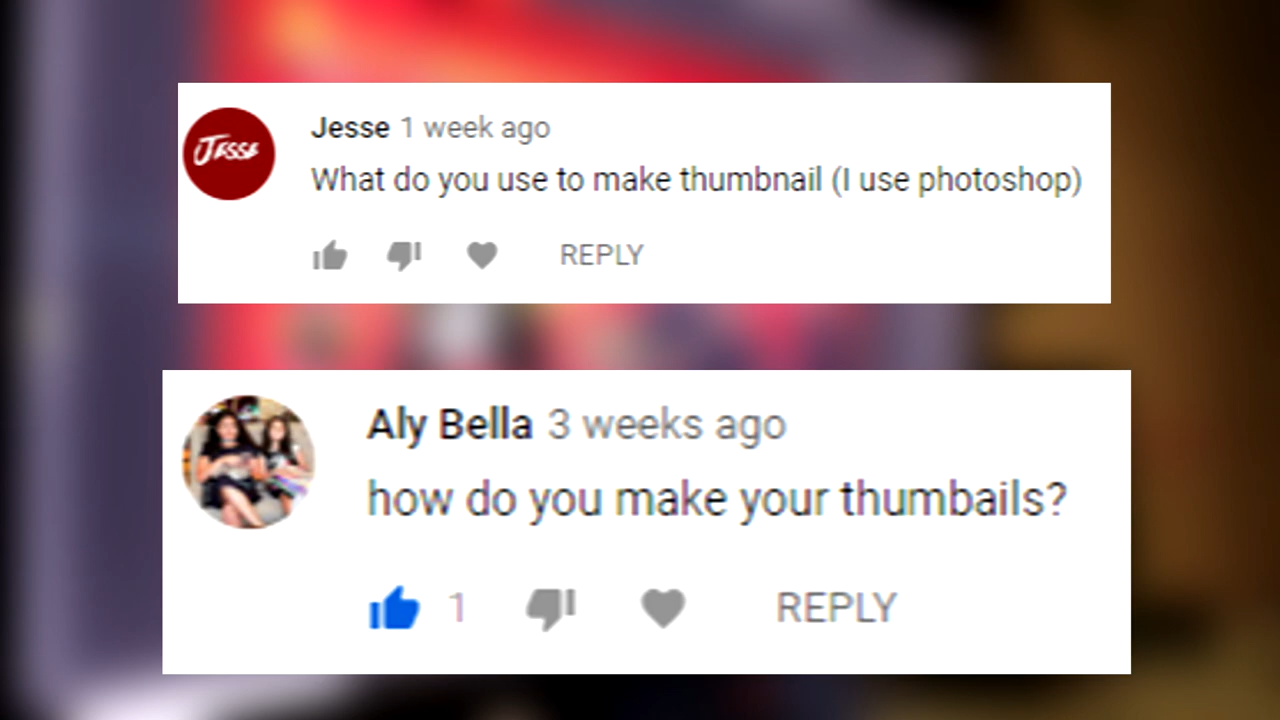 JESSE
Jesse 1 week ago
What do you use to make thumbnail (I use photoshop)
REPLY
Aly Bella 3 weeks ago
how do you make your thumbails?
1
REPLY